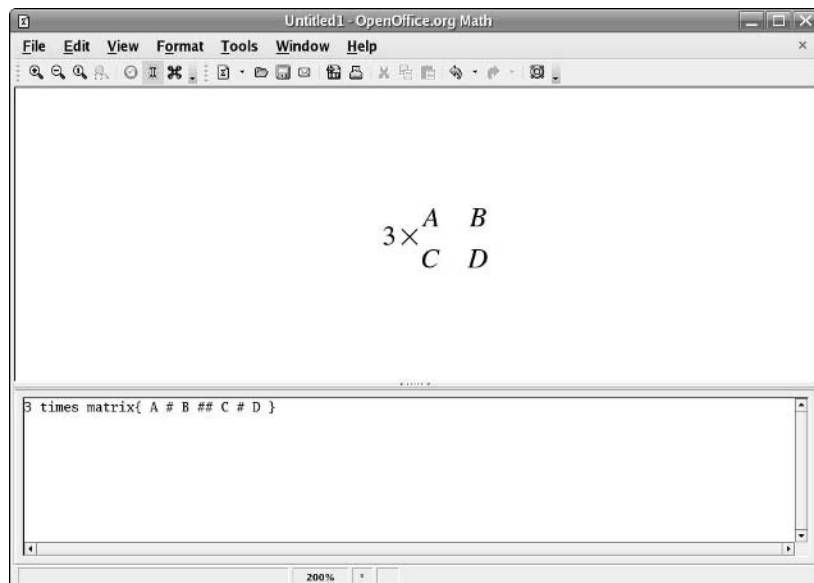 Untitled1 - OpenOffice.org Math
File Edit View Format Tools Window Help
3×
A B
C D
3 times matrix{ A # B ## C # D }
200% *